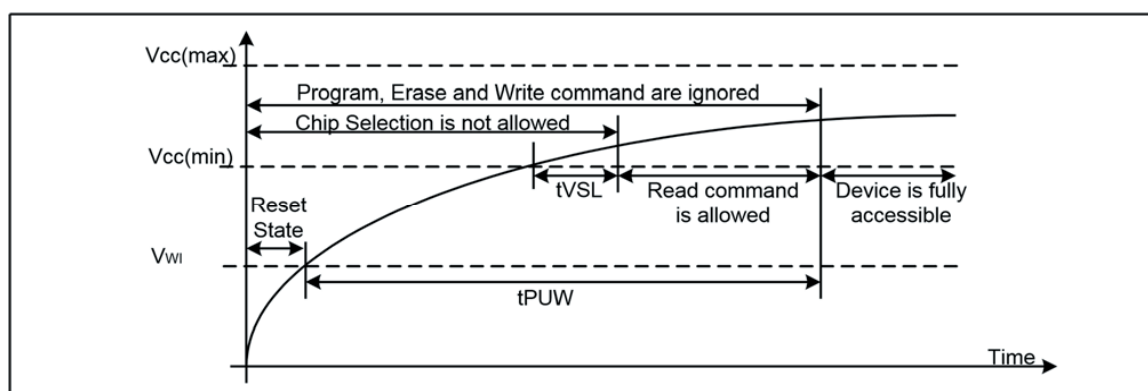 Vcc(max)
Program, Erase and Write command are ignored
Chip Selection is not allowed
Vcc(min)
tVSL
Read command
is allowed
Device is fully
accessible
Reset
State
VWI
tPUW
Time